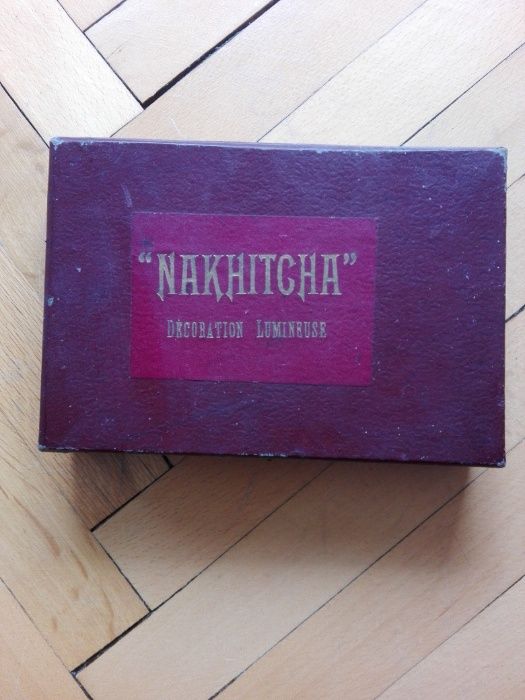 “NAKHITCHA”
DÉCORATION LUMINEUSE